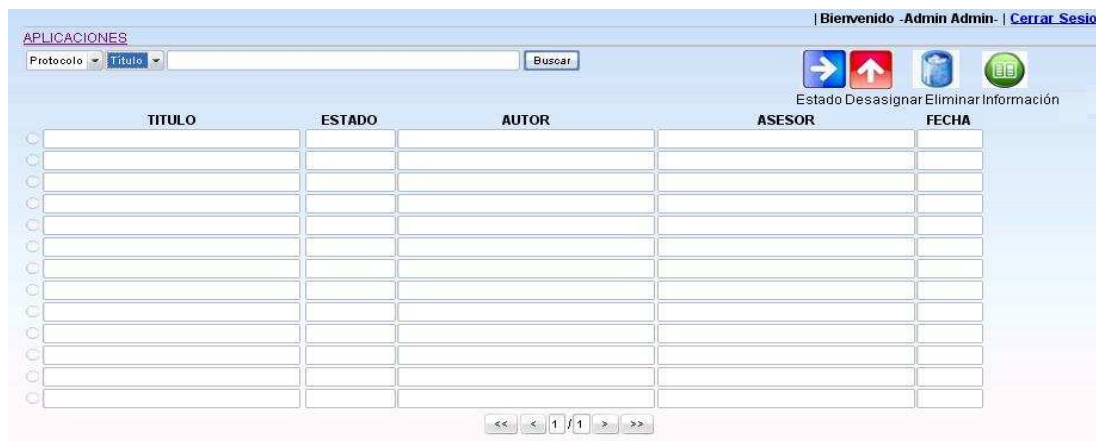 | Bienvenido -Admin Admin- | Cerrar Sesio
APLICACIONES
Protocolo Titulo Buscar
Estado Desasignar Eliminar Información
TITULO ESTADO AUTOR ASESOR FECHA
<< < 1 / 1 > >>